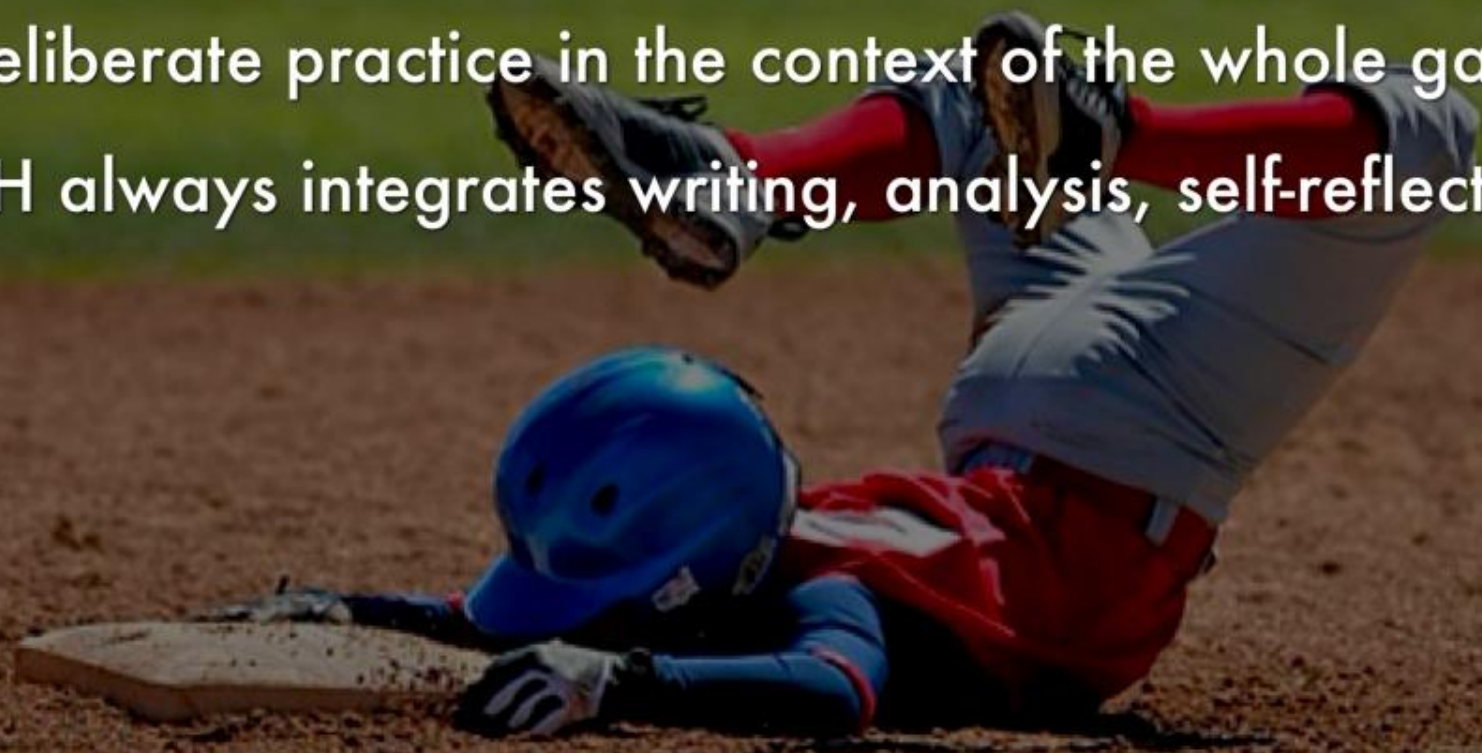 eliberate practice in the context of the whole ga
H always integrates writing, analysis, self-reflect